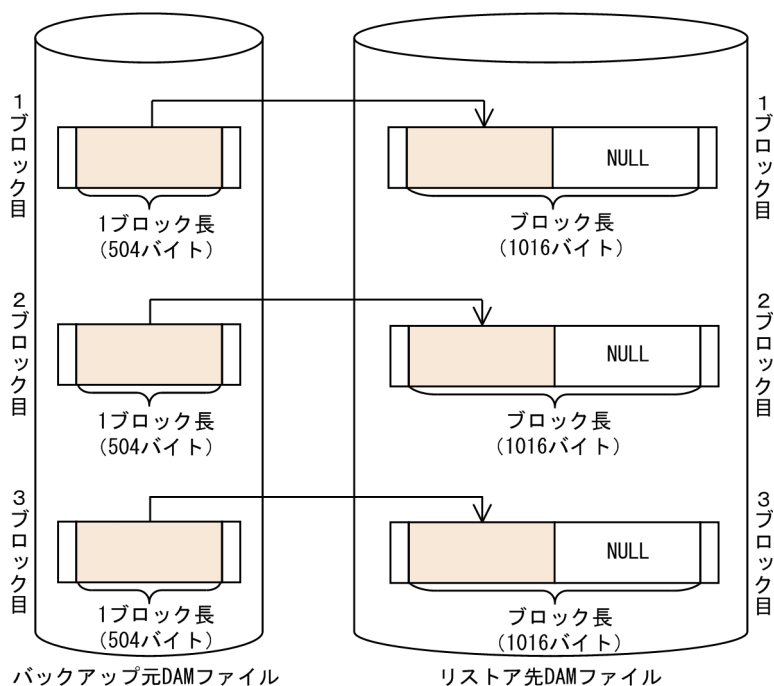 1ブロック目
1ブロック長
(504バイト)
NULL
ブロック長
(1016バイト)
1ブロック目
2ブロック目
1ブロック長
(504バイト)
NULL
ブロック長
(1016バイト)
2ブロック目
3ブロック目
1ブロック長
(504バイト)
NULL
ブロック長
(1016バイト)
3ブロック目
バックアップ元DAMファイル
リストア先DAMファイル